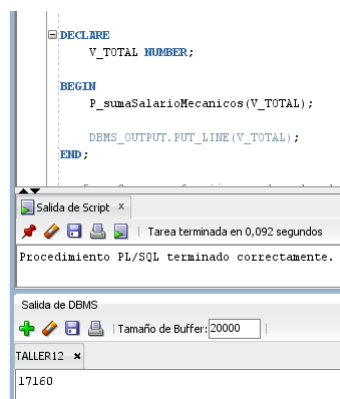 DECLARE
V_TOTAL NUMBER;
BEGIN
P_sumaSalarioMecanicos(V_TOTAL);
DBMS_OUTPUT.PUT_LINE(V_TOTAL);
END;
Salida de Script ×
Tarea terminada en 0,092 segundos
Procedimiento PL/SQL terminado correctamente.
Salida de DBMS
Tamaño de Buffer: 20000
TALLER12 ×
17160